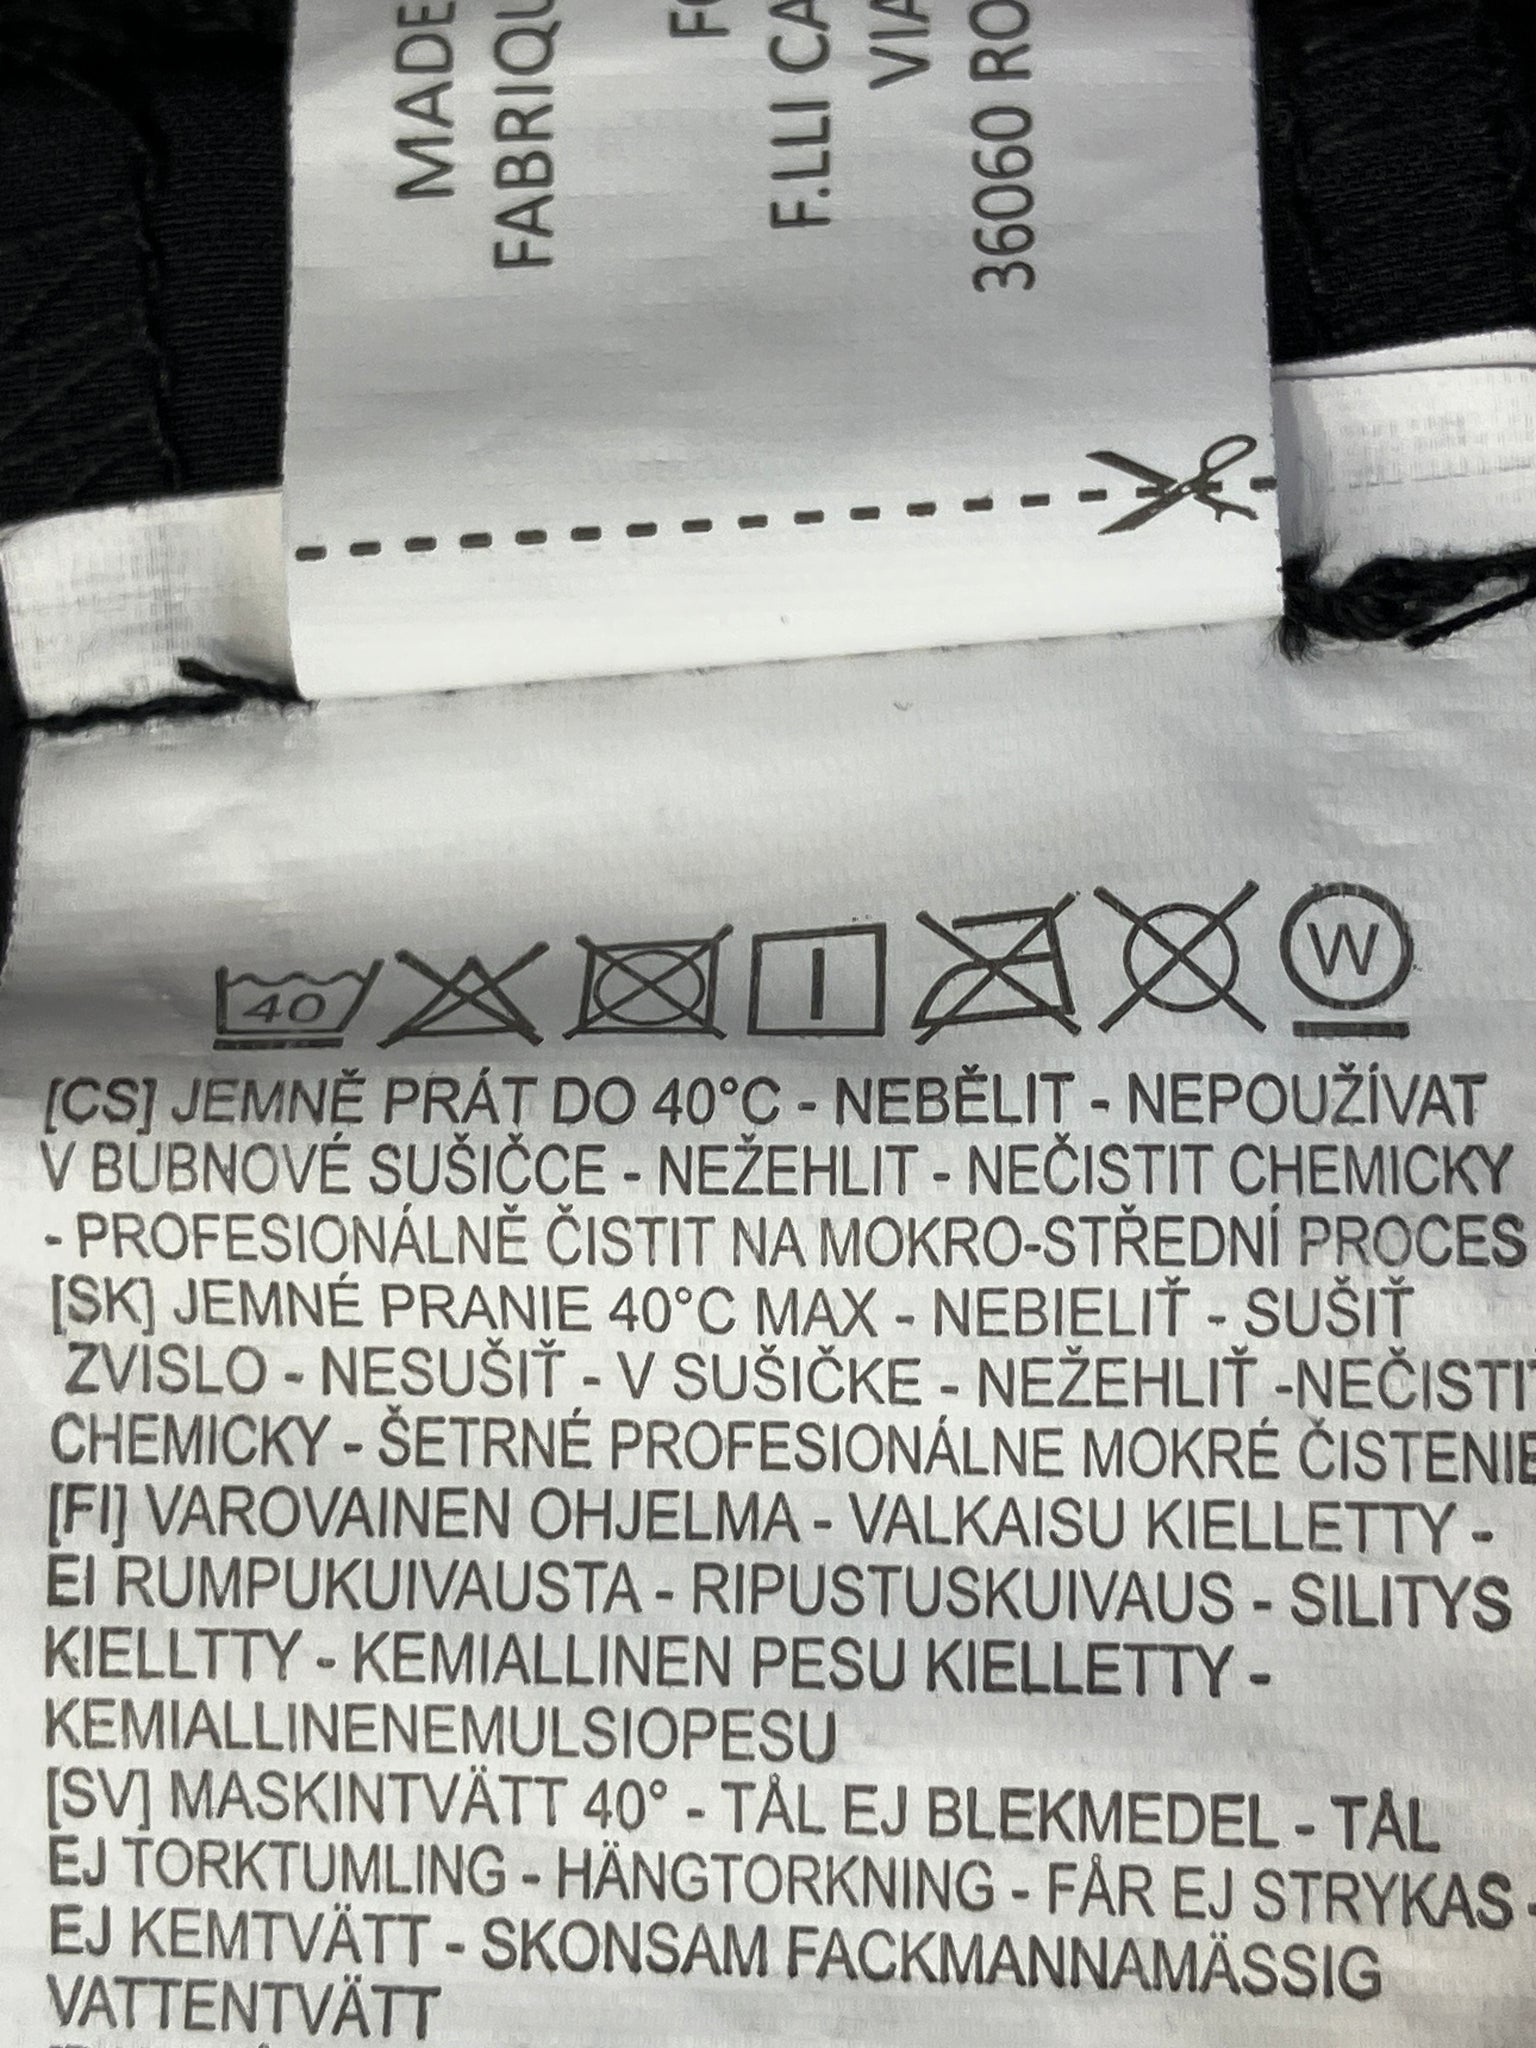 MADE
FABRIQU
F.LLI CA
VIA
36060 RO
40
W
[CS] JEMNĚ PRÁT DO 40°C - NEBĚLIT - NEPOUŽÍVAT
V BUBNOVÉ SUŠIČCE - NEŽEHLIT - NEČISTIT CHEMICKY
- PROFESIONÁLNĚ ČISTIT NA MOKRO-STŘEDNÍ PROCES
[SK] JEMNÉ PRANIE 40°C MAX - NEBIELIŤ - SUŠIŤ
ZVISLO - NESUŠIŤ - V SUŠIČKE - NEŽEHLIŤ -NEČISTIŤ
CHEMICKY - ŠETRNÉ PROFESIONÁLNE MOKRÉ ČISTENIE
[FI] VAROVAINEN OHJELMA - VALKAISU KIELLETTY -
EI RUMPUKUIVAUSTA - RIPUSTUSKUIVAUS - SILITYS
KIELLTTY - KEMIALLINEN PESU KIELLETTY -
KEMIALLINENEMULSIOPESU
[SV] MASKINTVÄTT 40° - TÅL EJ BLEKMEDEL - TÅL
EJ TORKTUMLING - HÄNGTORKNING - FÅR EJ STRYKAS -
EJ KEMTVÄTT - SKONSAM FACKMANNAMÄSSIG
VATTENTVÄTT